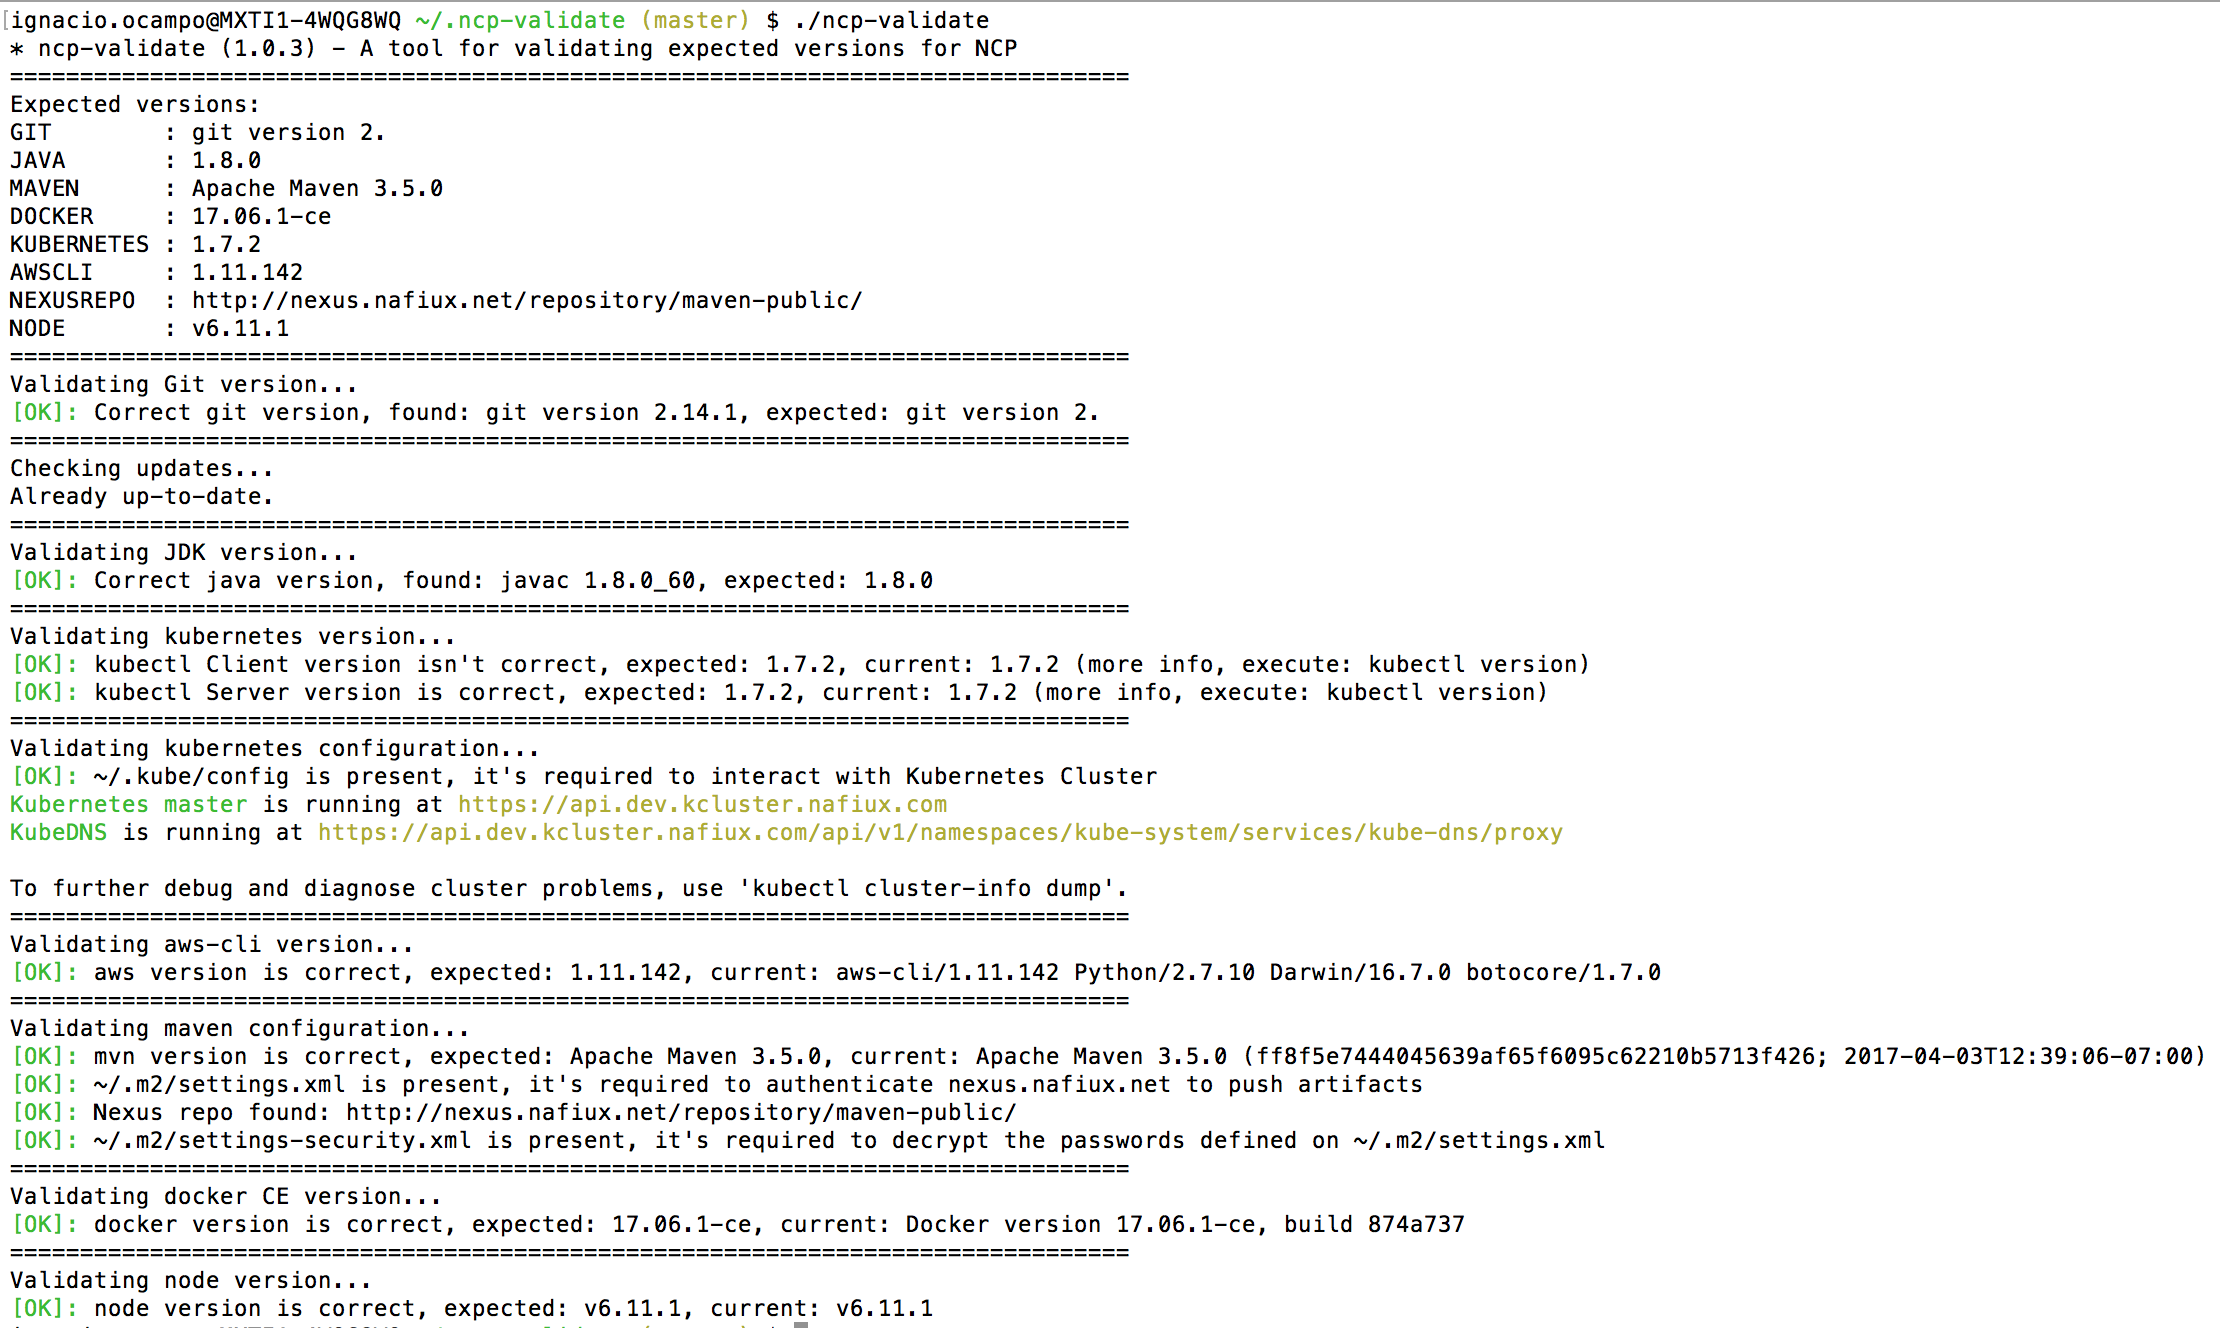 [ignacio.ocampo@MXTI1-4WQG8WQ ~/.ncp-validate (master) $ ./ncp-validate
* ncp-validate (1.0.3) - A tool for validating expected versions for NCP
================================================================================
Expected versions:
GIT        : git version 2.
JAVA       : 1.8.0
MAVEN      : Apache Maven 3.5.0
DOCKER     : 17.06.1-ce
KUBERNETES : 1.7.2
AWSCLI     : 1.11.142
NEXUSREPO  : http://nexus.nafiux.net/repository/maven-public/
NODE       : v6.11.1
================================================================================
Validating Git version...
[OK]: Correct git version, found: git version 2.14.1, expected: git version 2.
================================================================================
Checking updates...
Already up-to-date.
================================================================================
Validating JDK version...
[OK]: Correct java version, found: javac 1.8.0_60, expected: 1.8.0
================================================================================
Validating kubernetes version...
[OK]: kubectl Client version isn't correct, expected: 1.7.2, current: 1.7.2 (more info, execute: kubectl version)
[OK]: kubectl Server version is correct, expected: 1.7.2, current: 1.7.2 (more info, execute: kubectl version)
================================================================================
Validating kubernetes configuration...
[OK]: ~/.kube/config is present, it's required to interact with Kubernetes Cluster
Kubernetes master is running at https://api.dev.kcluster.nafiux.com
KubeDNS is running at https://api.dev.kcluster.nafiux.com/api/v1/namespaces/kube-system/services/kube-dns/proxy
To further debug and diagnose cluster problems, use 'kubectl cluster-info dump'.
================================================================================
Validating aws-cli version...
[OK]: aws version is correct, expected: 1.11.142, current: aws-cli/1.11.142 Python/2.7.10 Darwin/16.7.0 botocore/1.7.0
================================================================================
Validating maven configuration...
[OK]: mvn version is correct, expected: Apache Maven 3.5.0, current: Apache Maven 3.5.0 (ff8f5e7444045639af65f6095c62210b5713f426; 2017-04-03T12:39:06-07:00)
[OK]: ~/.m2/settings.xml is present, it's required to authenticate nexus.nafiux.net to push artifacts
[OK]: Nexus repo found: http://nexus.nafiux.net/repository/maven-public/
[OK]: ~/.m2/settings-security.xml is present, it's required to decrypt the passwords defined on ~/.m2/settings.xml
================================================================================
Validating docker CE version...
[OK]: docker version is correct, expected: 17.06.1-ce, current: Docker version 17.06.1-ce, build 874a737
================================================================================
Validating node version...
[OK]: node version is correct, expected: v6.11.1, current: v6.11.1